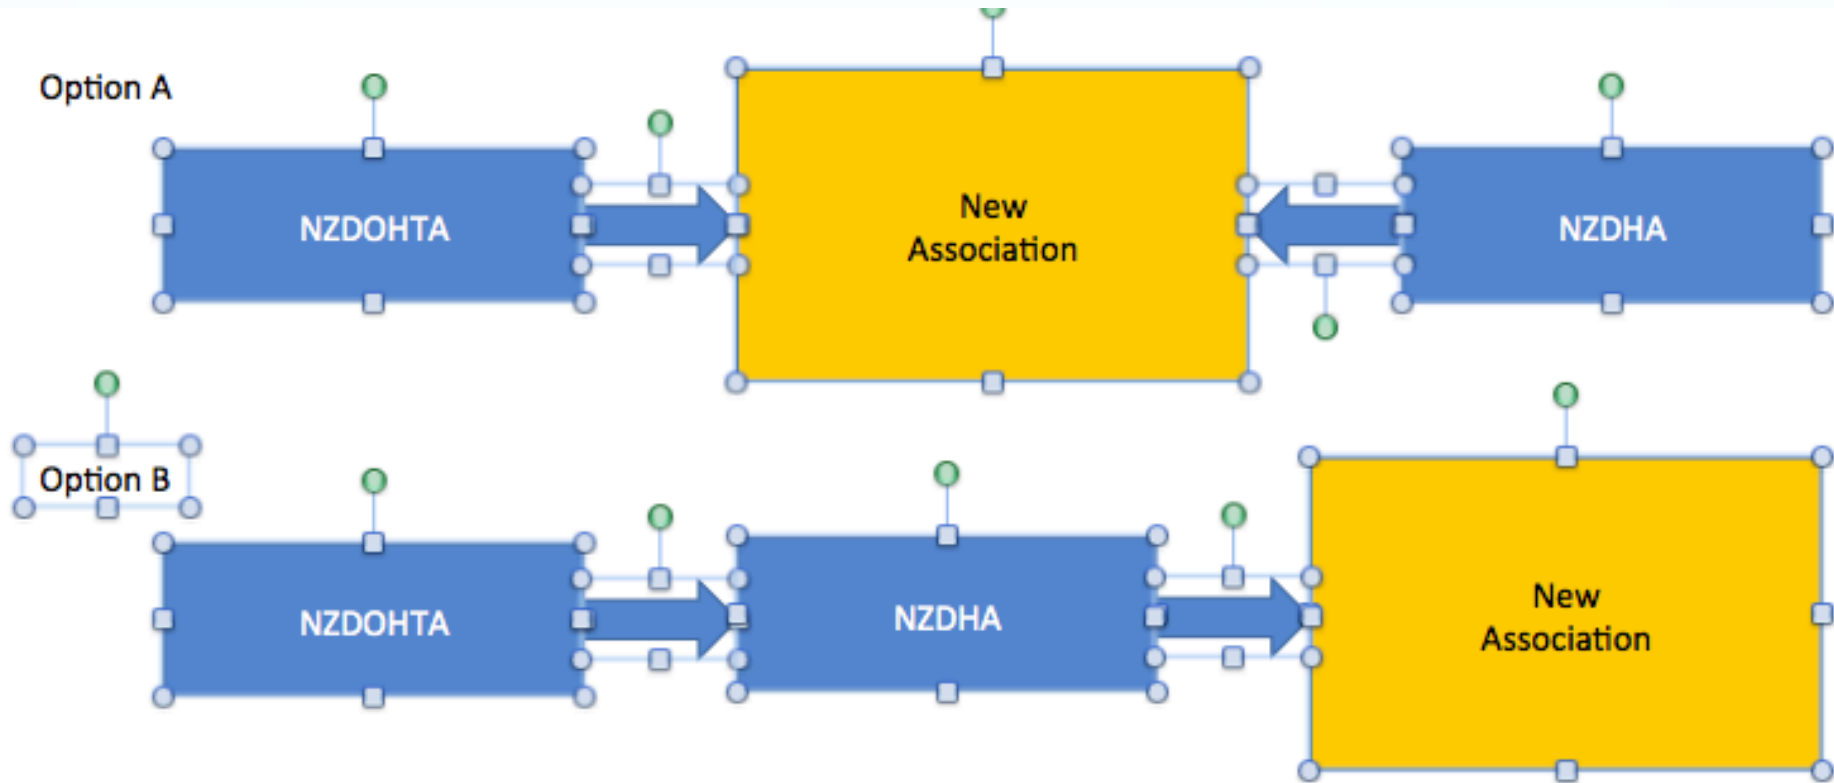 Option A
NZDOHTA
New
Association
NZDHA
Option B
NZDOHTA
NZDHA
New
Association